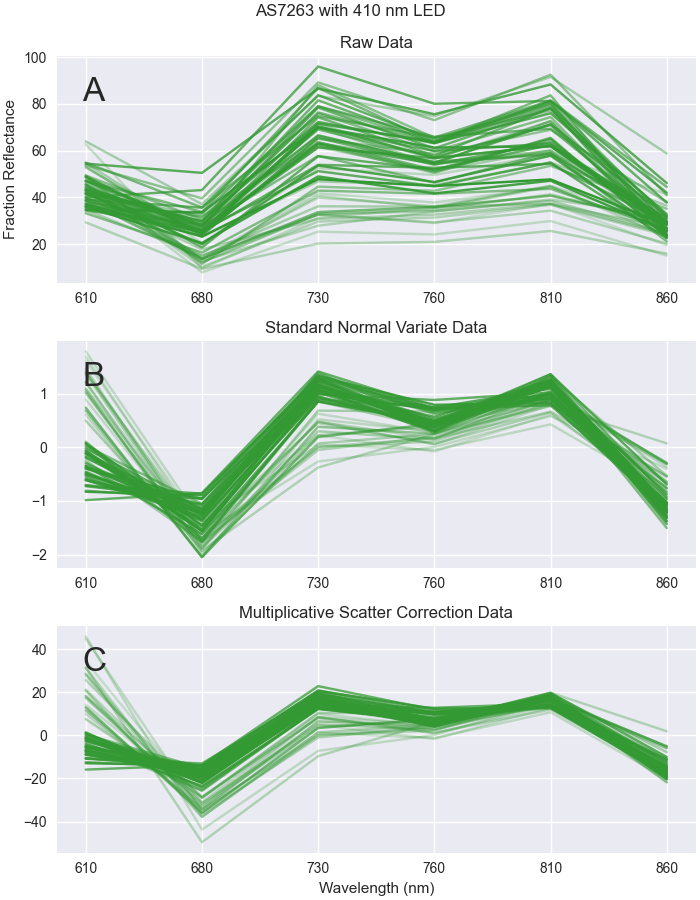 AS7263 with 410 nm LED
Raw Data
A
Fraction Reflectance
100
80
60
40
20
610 680 730 760 810 860
Standard Normal Variate Data
B
1
0
−1
−2
610 680 730 760 810 860
Multiplicative Scatter Correction Data
C
40
20
0
−20
−40
610 680 730 760 810 860
Wavelength (nm)